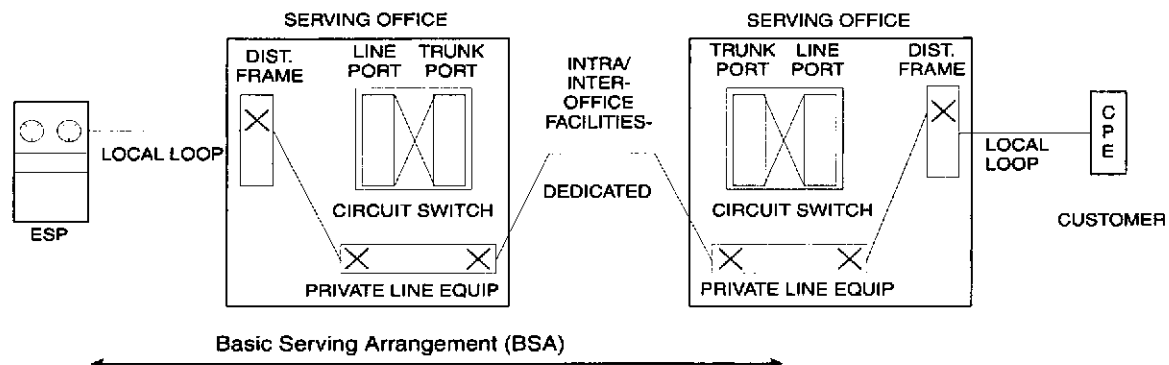 SERVING OFFICE
DIST.
FRAME
LINE
PORT
TRUNK
PORT
CIRCUIT SWITCH
PRIVATE LINE EQUIP
ESP
LOCAL LOOP
INTRA/
INTER-
OFFICE
FACILITIES-
DEDICATED
SERVING OFFICE
TRUNK
PORT
LINE
PORT
DIST.
FRAME
CIRCUIT SWITCH
PRIVATE LINE EQUIP
LOCAL
LOOP
C
P
E
CUSTOMER
Basic Serving Arrangement (BSA)